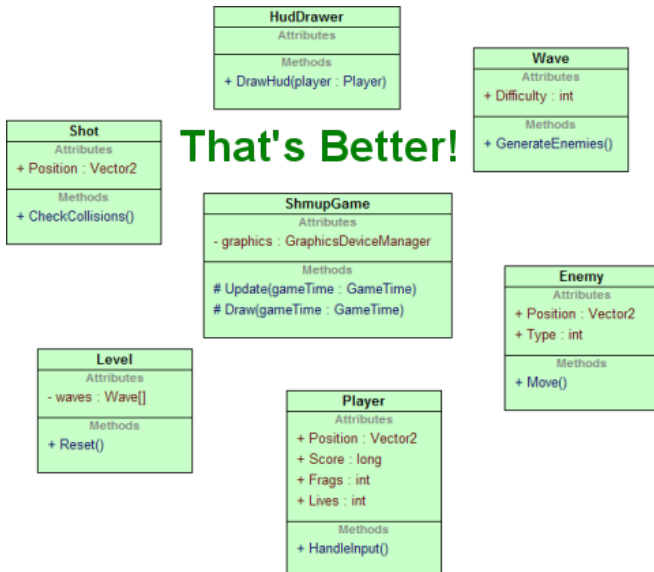 HudDrawer
Attributes
Methods
+ DrawHud(player : Player)
Wave
Attributes
+ Difficulty : int
Methods
+ GenerateEnemies()
Shot
Attributes
+ Position : Vector2
Methods
+ CheckCollisions()
That's Better!
ShmupGame
Attributes
- graphics : GraphicsDeviceManager
Methods
# Update(gameTime : GameTime)
# Draw(gameTime : GameTime)
Enemy
Attributes
+ Position : Vector2
+ Type : int
Methods
+ Move()
Level
Attributes
- waves : Wave[]
Methods
+ Reset()
Player
Attributes
+ Position : Vector2
+ Score : long
+ Frags : int
+ Lives : int
Methods
+ HandleInput()